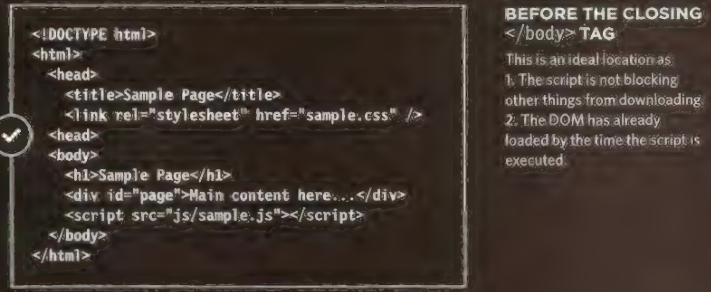 <!DOCTYPE html>
<html>
<head>
<title>Sample Page</title>
<link rel="stylesheet" href="sample.css" />
<head>
<body>
<h1>Sample Page</h1>
<div id="page">Main content here...</div>
<script src="js/sample.js"></script>
</body>
</html>
BEFORE THE CLOSING
</body> TAG
This is an ideal location as
1. The script is not blocking
other things from downloading.
2. The DOM has already
loaded by the time the script is
executed.